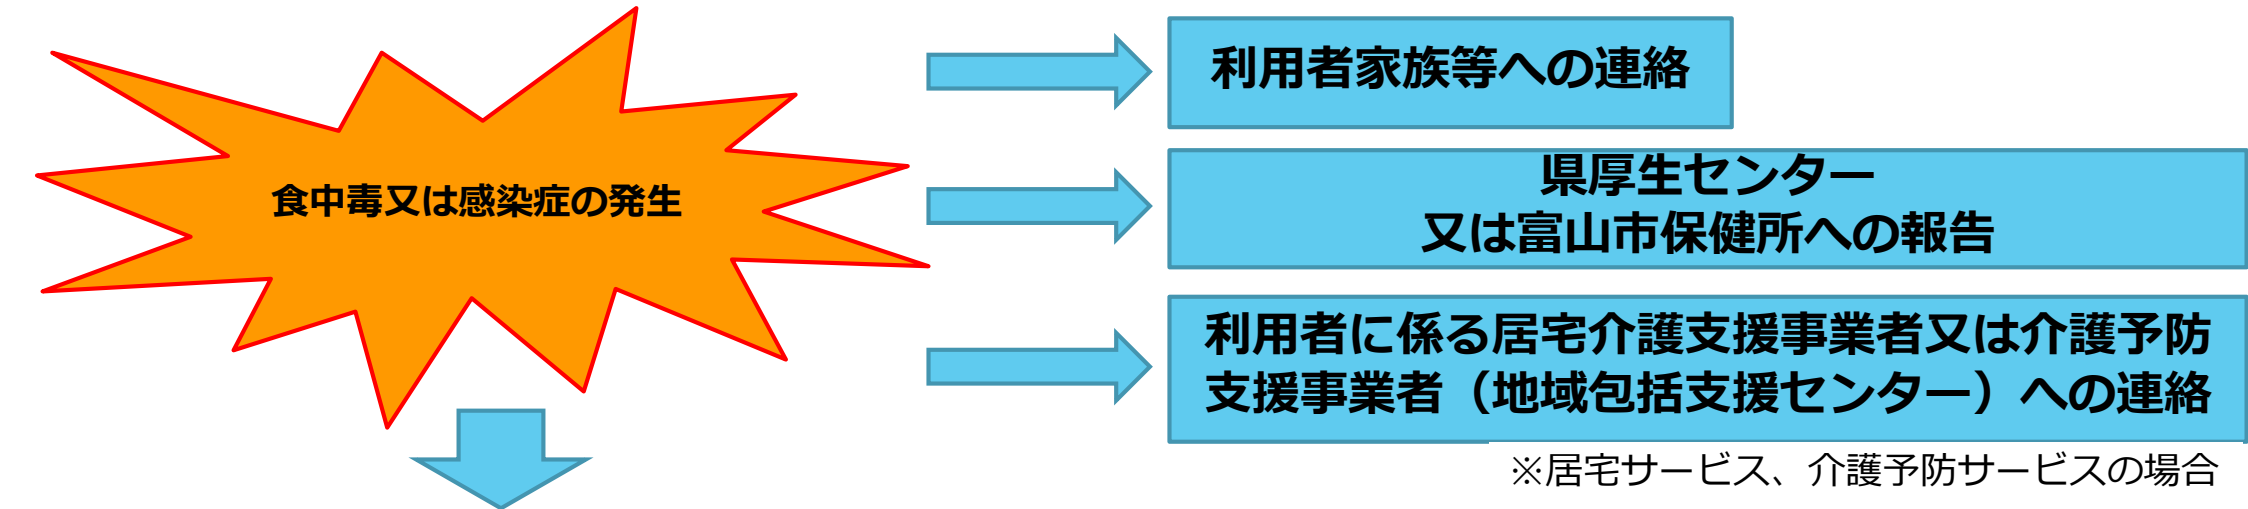 利用者家族等への連絡
食中毒又は感染症の発生
県厚生センター
又は富山市保健所への報告
利用者に係る居宅介護支援事業者又は介護予防
支援事業者（地域包括支援センター）への連絡
※居宅サービス、介護予防サービスの場合